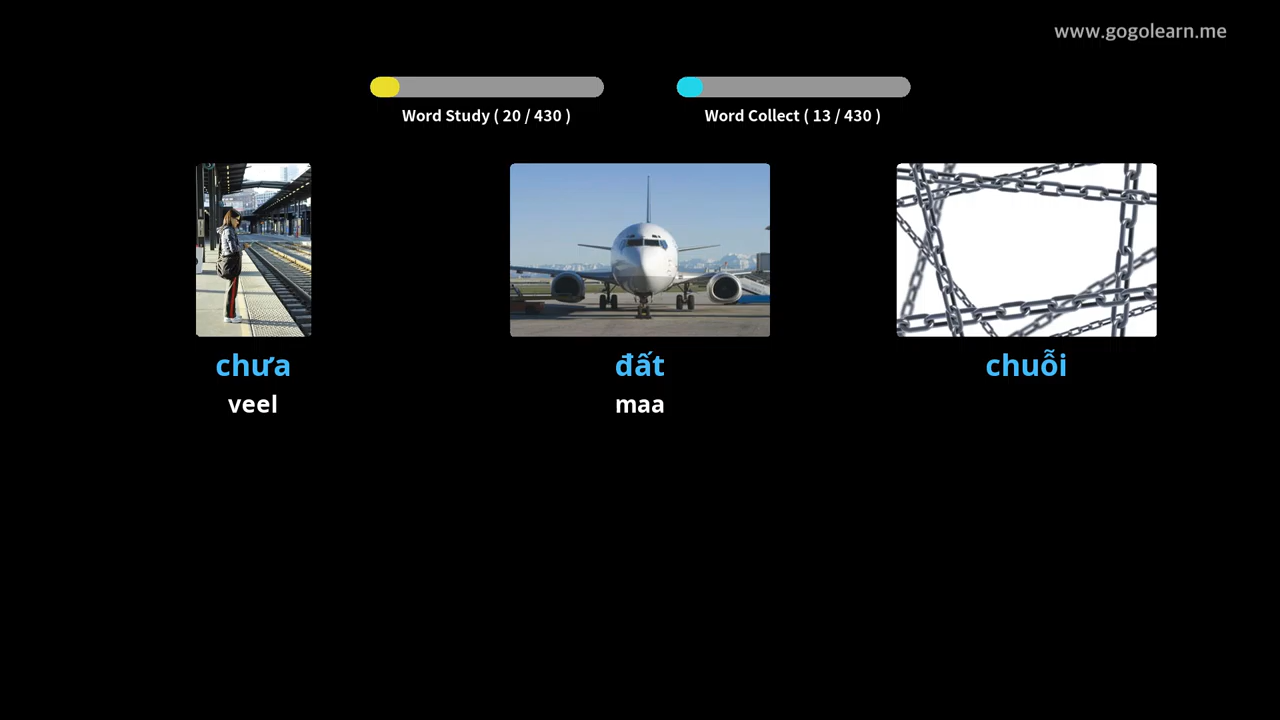 www.gogolearn.me
Word Study ( 20 / 430 )
Word Collect ( 13 / 430 )
chưa
đất
chuỗi
veel
maa